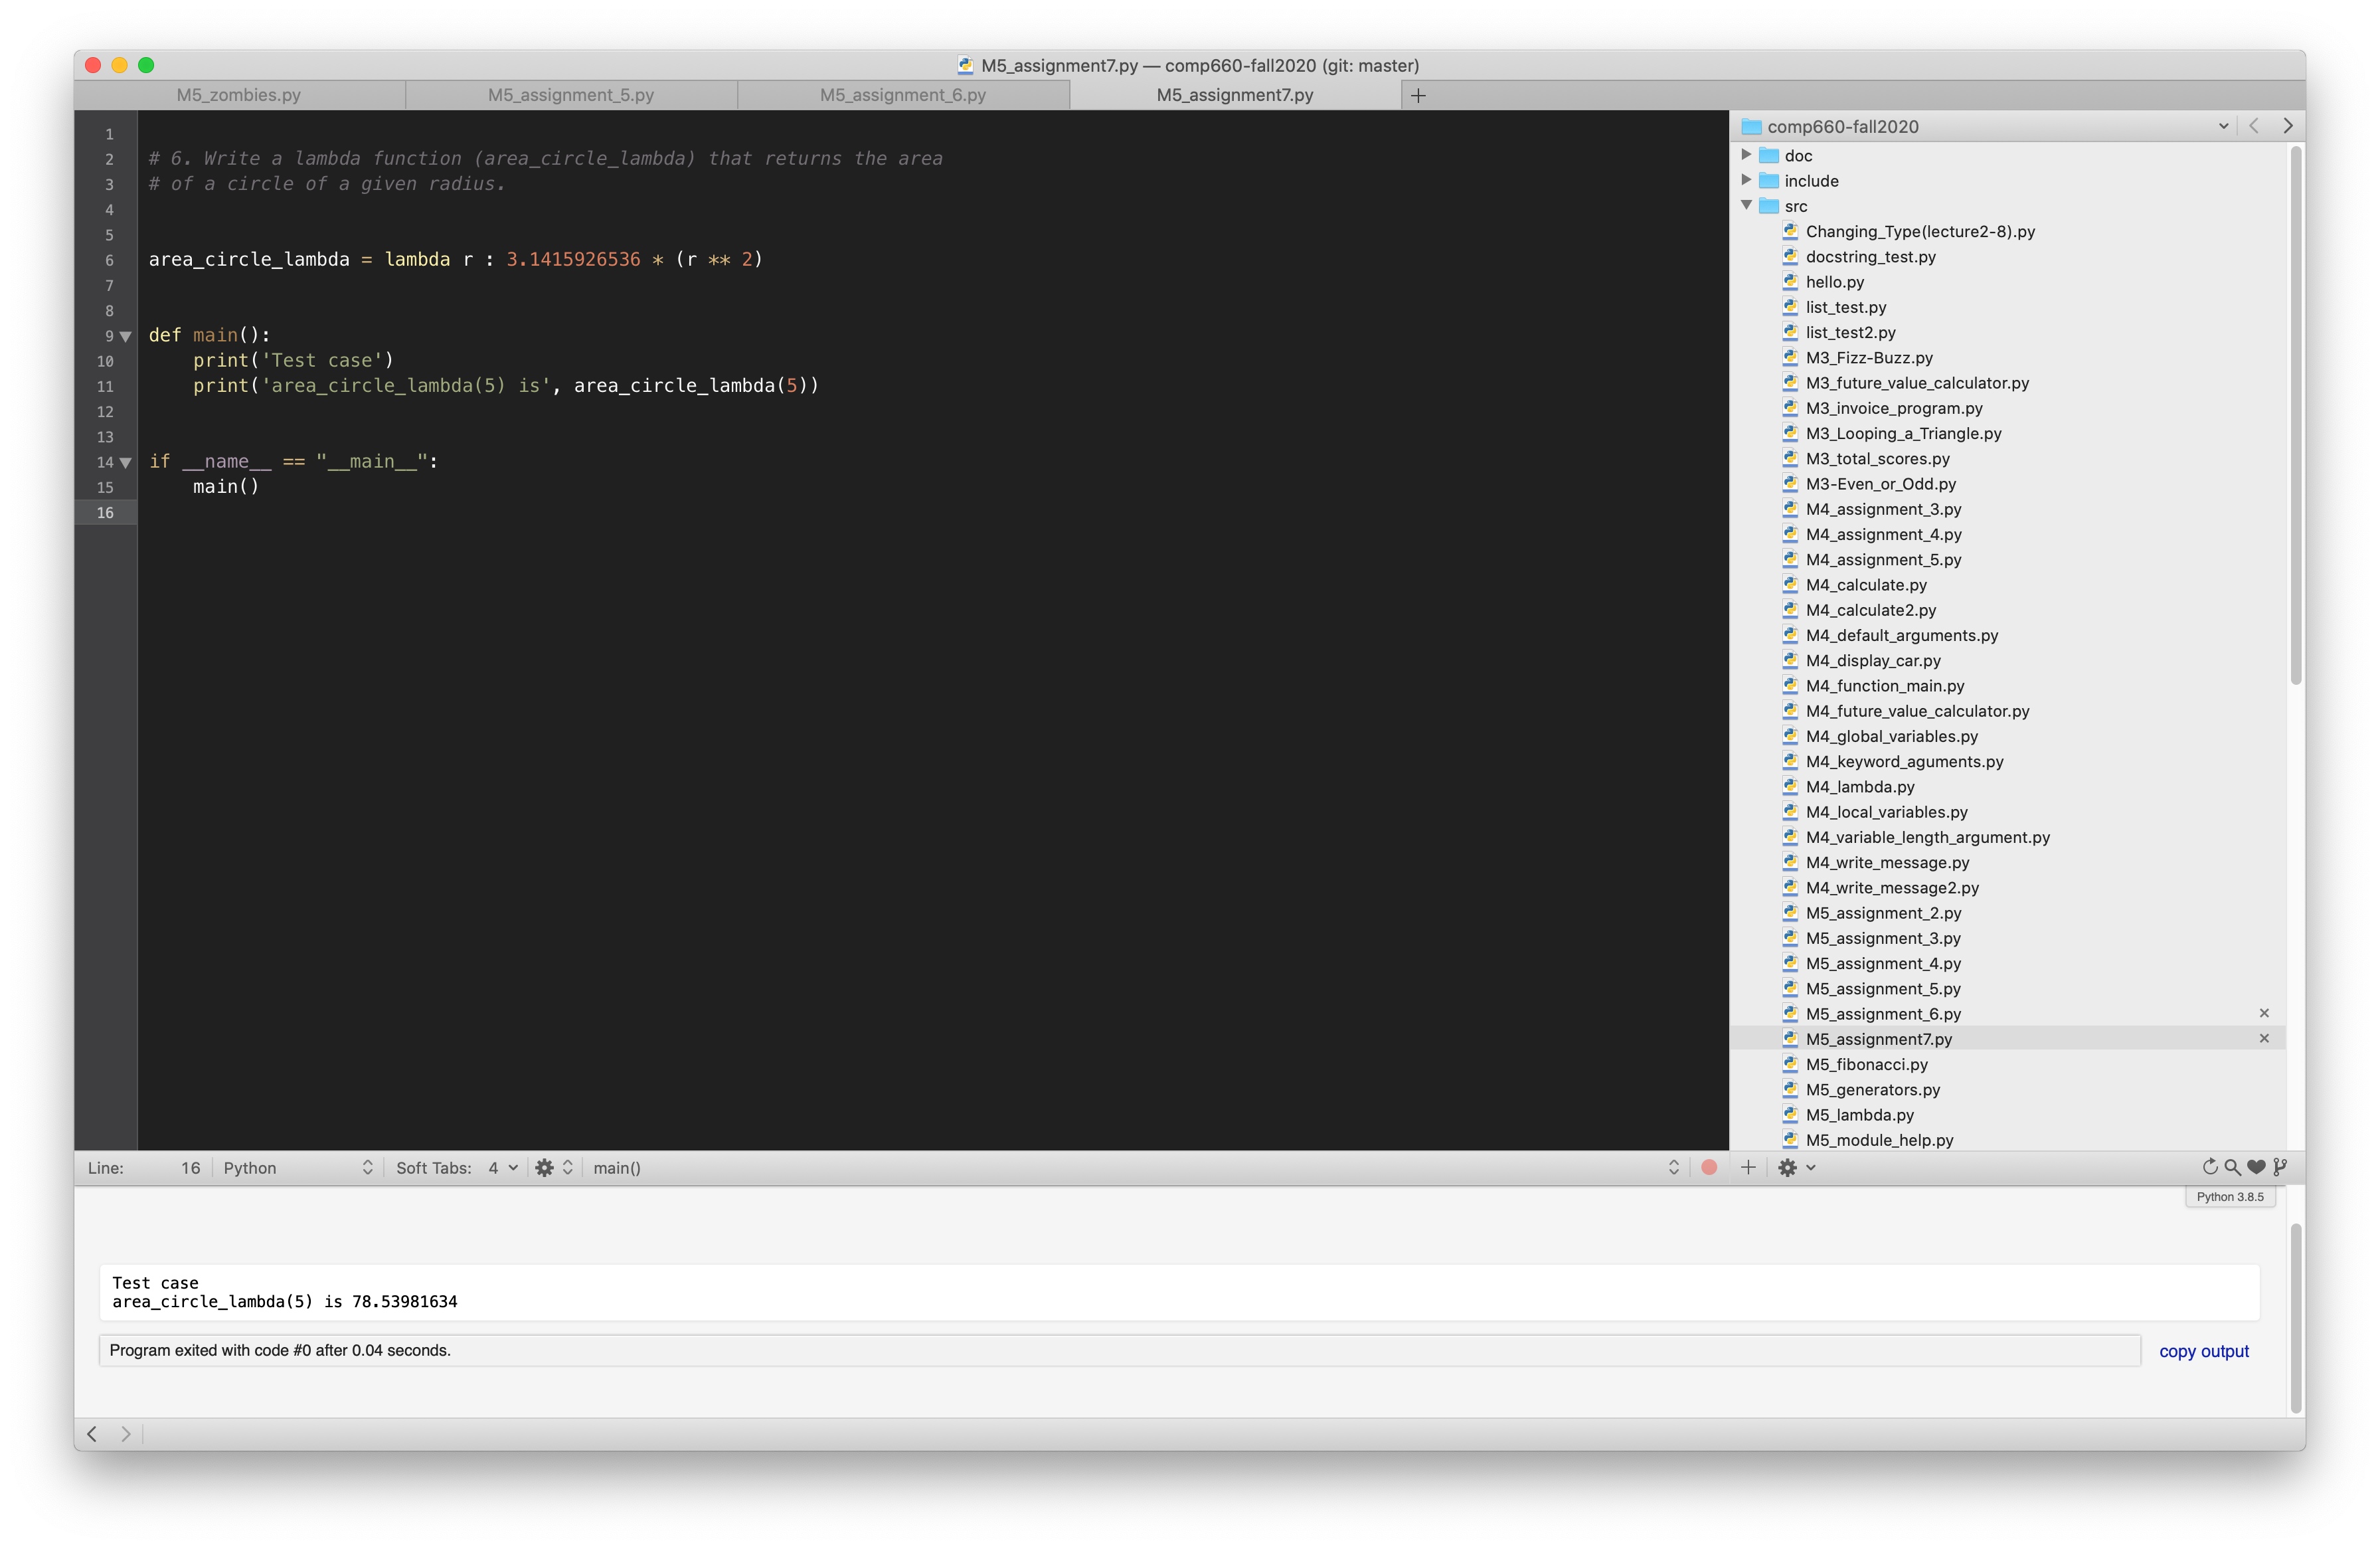 M5_assignment7.py — comp660-fall2020 (git: master)
M5_zombies.py
M5_assignment_5.py
M5_assignment_6.py
M5_assignment7.py
1
2 # 6. Write a lambda function (area_circle_lambda) that returns the area
3 # of a circle of a given radius.
4
5
6 area_circle_lambda = lambda r : 3.1415926536 * (r ** 2)
7
8
9 def main():
10     print('Test case')
11     print('area_circle_lambda(5) is', area_circle_lambda(5))
12
13
14 if __name__ == "__main__":
15     main()
16
comp660-fall2020
doc
include
src
Changing_Type(lecture2-8).py
docstring_test.py
hello.py
list_test.py
list_test2.py
M3_Fizz-Buzz.py
M3_future_value_calculator.py
M3_invoice_program.py
M3_Looping_a_Triangle.py
M3_total_scores.py
M3-Even_or_Odd.py
M4_assignment_3.py
M4_assignment_4.py
M4_assignment_5.py
M4_calculate.py
M4_calculate2.py
M4_default_arguments.py
M4_display_car.py
M4_function_main.py
M4_future_value_calculator.py
M4_global_variables.py
M4_keyword_aguments.py
M4_lambda.py
M4_local_variables.py
M4_variable_length_argument.py
M4_write_message.py
M4_write_message2.py
M5_assignment_2.py
M5_assignment_3.py
M5_assignment_4.py
M5_assignment_5.py
M5_assignment_6.py
M5_assignment7.py
M5_fibonacci.py
M5_generators.py
M5_lambda.py
M5_module_help.py
Line: 16 Python Soft Tabs: 4 main()
Python 3.8.5
Test case
area_circle_lambda(5) is 78.53981634
Program exited with code #0 after 0.04 seconds.
copy output